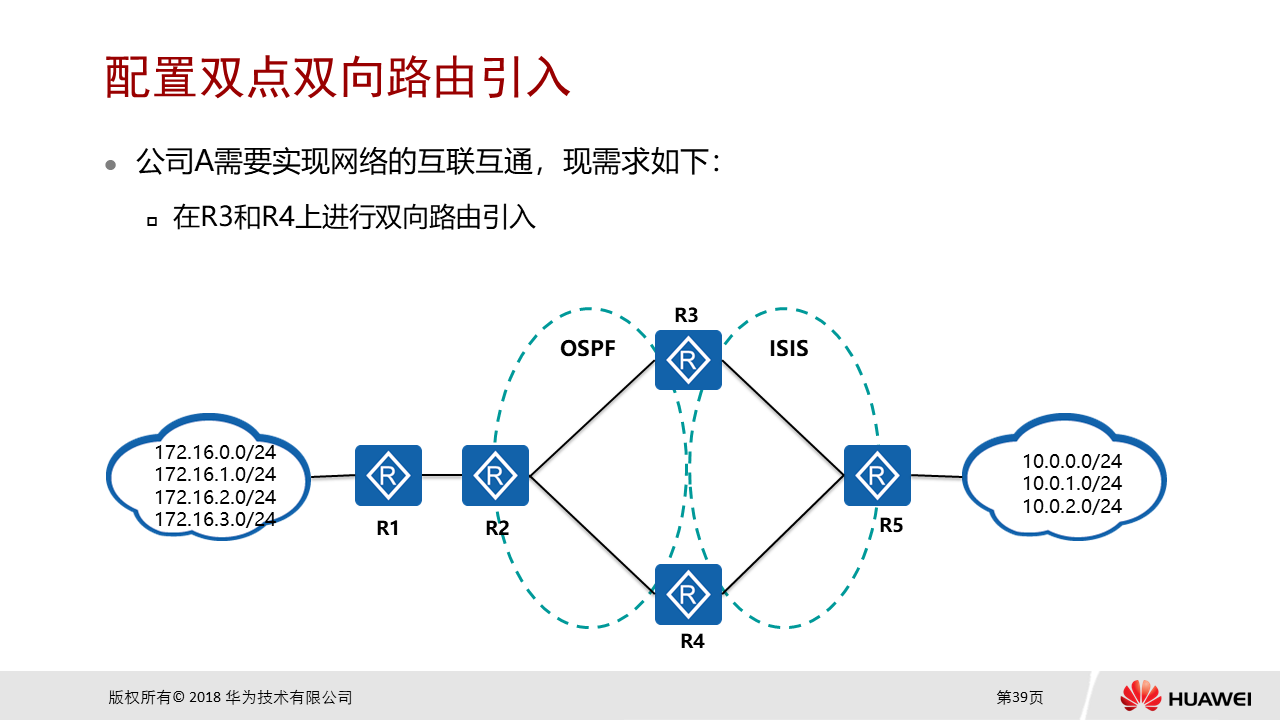 配置双点双向路由引入
公司A需要实现网络的互联互通，现需求如下：
在R3和R4上进行双向路由引入
R3
OSPF
ISIS
R
172.16.0.0/24
172.16.1.0/24
172.16.2.0/24
172.16.3.0/24
R
R1
R
R2
R
R5
10.0.0.0/24
10.0.1.0/24
10.0.2.0/24
R
R4
版权所有© 2018 华为技术有限公司
第39页
HUAWEI